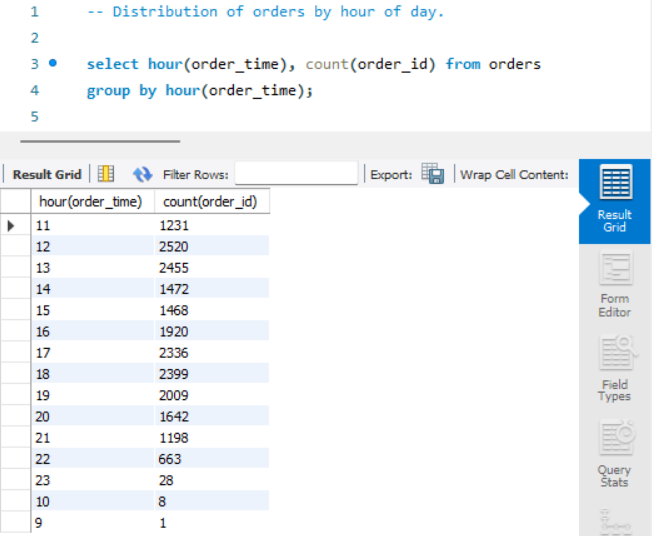 1 -- Distribution of orders by hour of day.
2
3 select hour(order_time), count(order_id) from orders
4 group by hour(order_time);
5
Result Grid Filter Rows: Export: Wrap Cell Content:
hour(order_time) count(order_id)
11 1231
12 2520
13 2455
14 1472
15 1468
16 1920
17 2336
18 2399
19 2009
20 1642
21 1198
22 663
23 28
10 8
9 1
Result
Grid
Form
Editor
Field
Types
Query
Stats